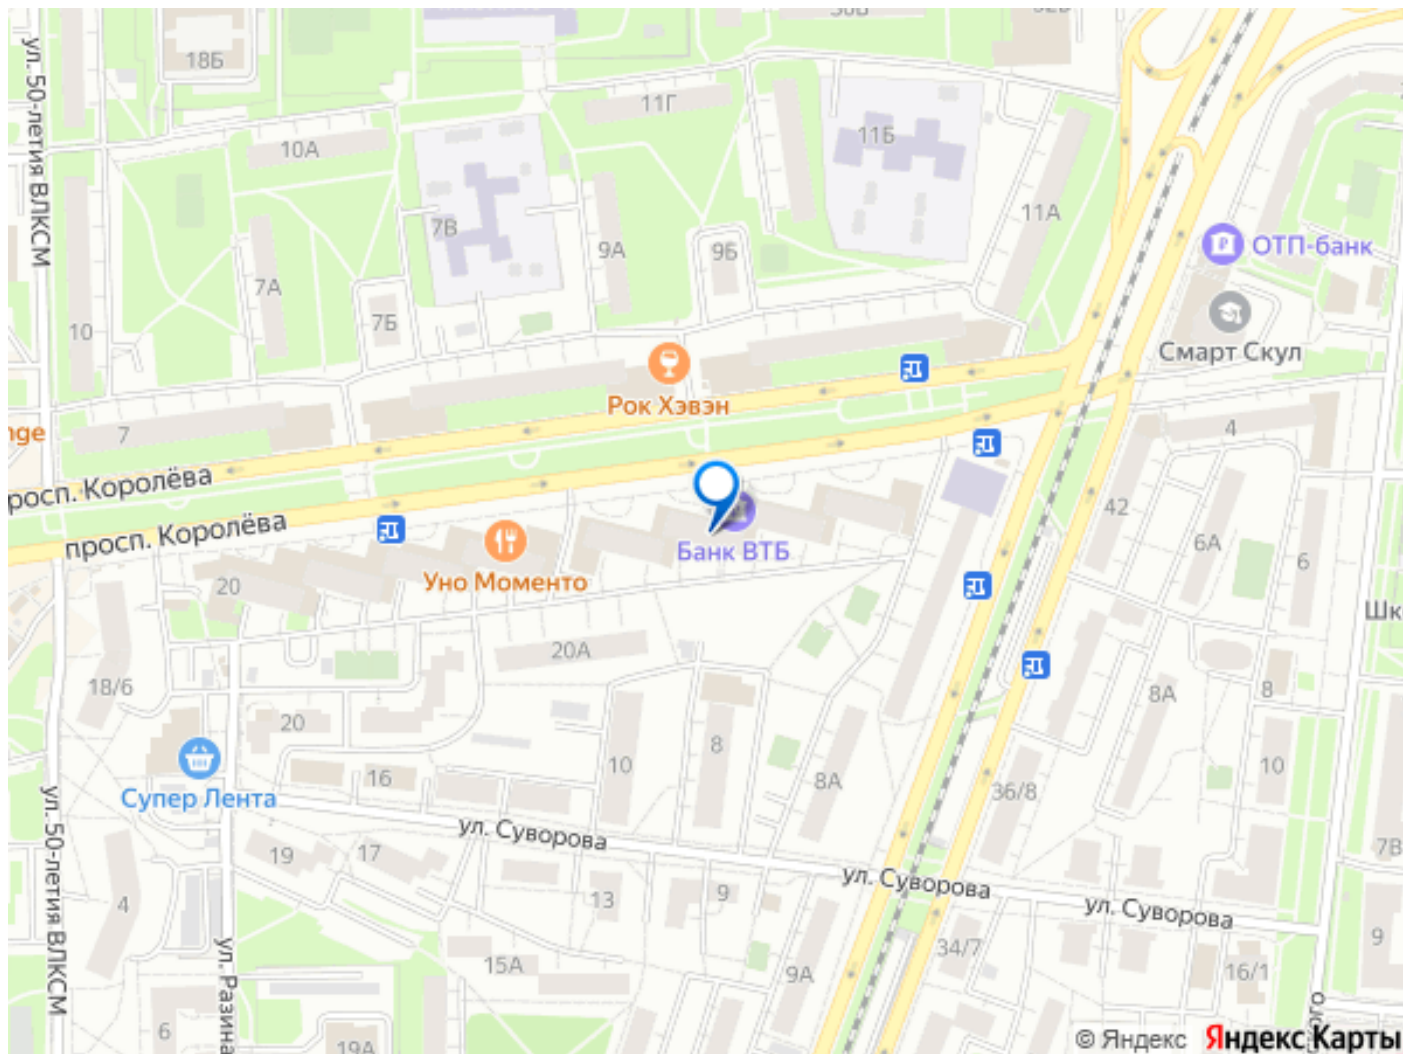 18Б
ул. 50-летия ВЛКСМ
11Г
10А
11Б
7В
9А
9Б
11А
ОТП-банк
7А
7Б
10
Смарт Скул
Рок Хэвэн
7
nge
4
просп. Королёва
просп. Королёва
42
6А
6
Банк ВТБ
Уно Моменто
20
Шк
20А
18/6
8А
8
20
8
10
10
16
8А
36/8
Супер Лента
ул. 50-летия ВЛКСМ
ул. Суворова
19
17
7В
ул. Суворова
13
9
ул. Суворова
4
ул. Разина
15А
9А
34/7
16/1
9
6
19А
ого
© Яндекс Яндекс Карты